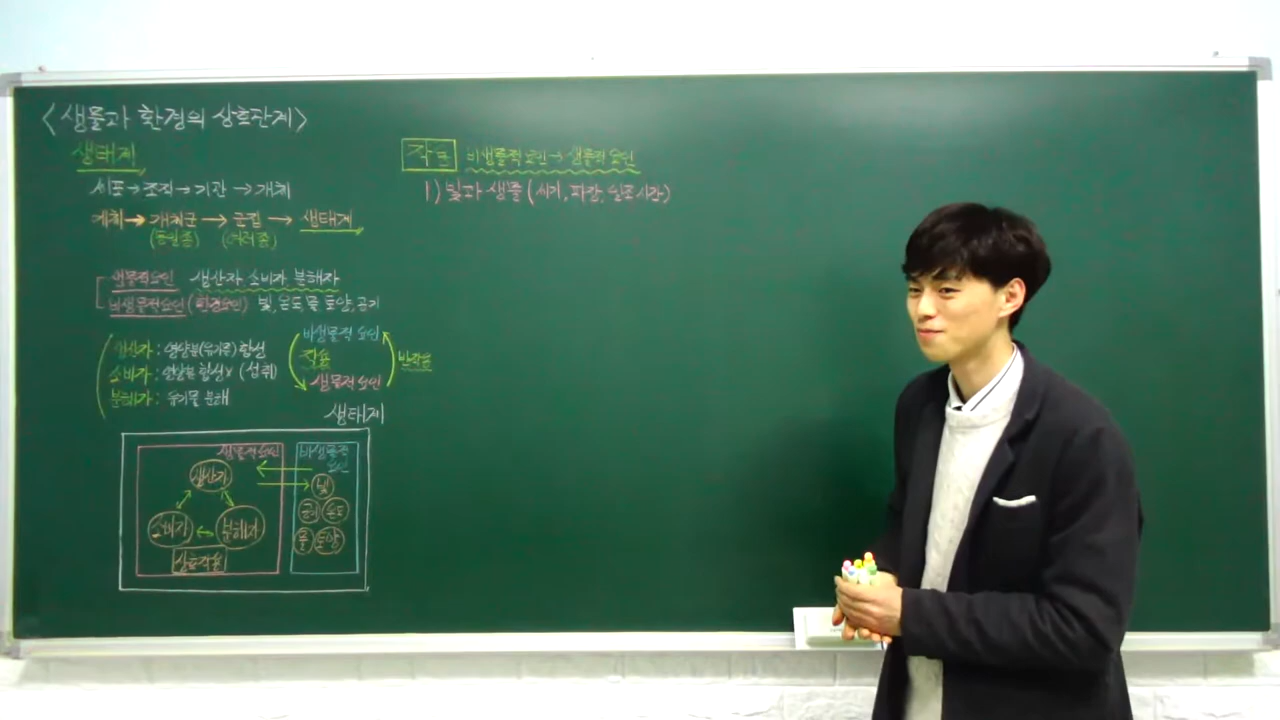 <생물과 환경의 상호관계>
생태계
세포→조직→기관→개체
개체→개체군→군집→생태계
(동일종) (여러종)
생물적요인 생산자, 소비자, 분해자
비생물적요인(환경요인) 빛, 온도, 물, 토양, 공기
생산자 : 영양분(유기물) 합성
소비자 : 영양분 합성x (섭취)
분해자 : 유기물 분해
비생물적 요인
작용
반작용
생물적 요인
생태계
생물적요인
생산자
소비자
분해자
상호작용
비생물적
요인
빛
공기 온도
물 토양
작용 비생물적 요인→생물적 요인
1) 빛과 생물 (세기, 파장, 일조시간)